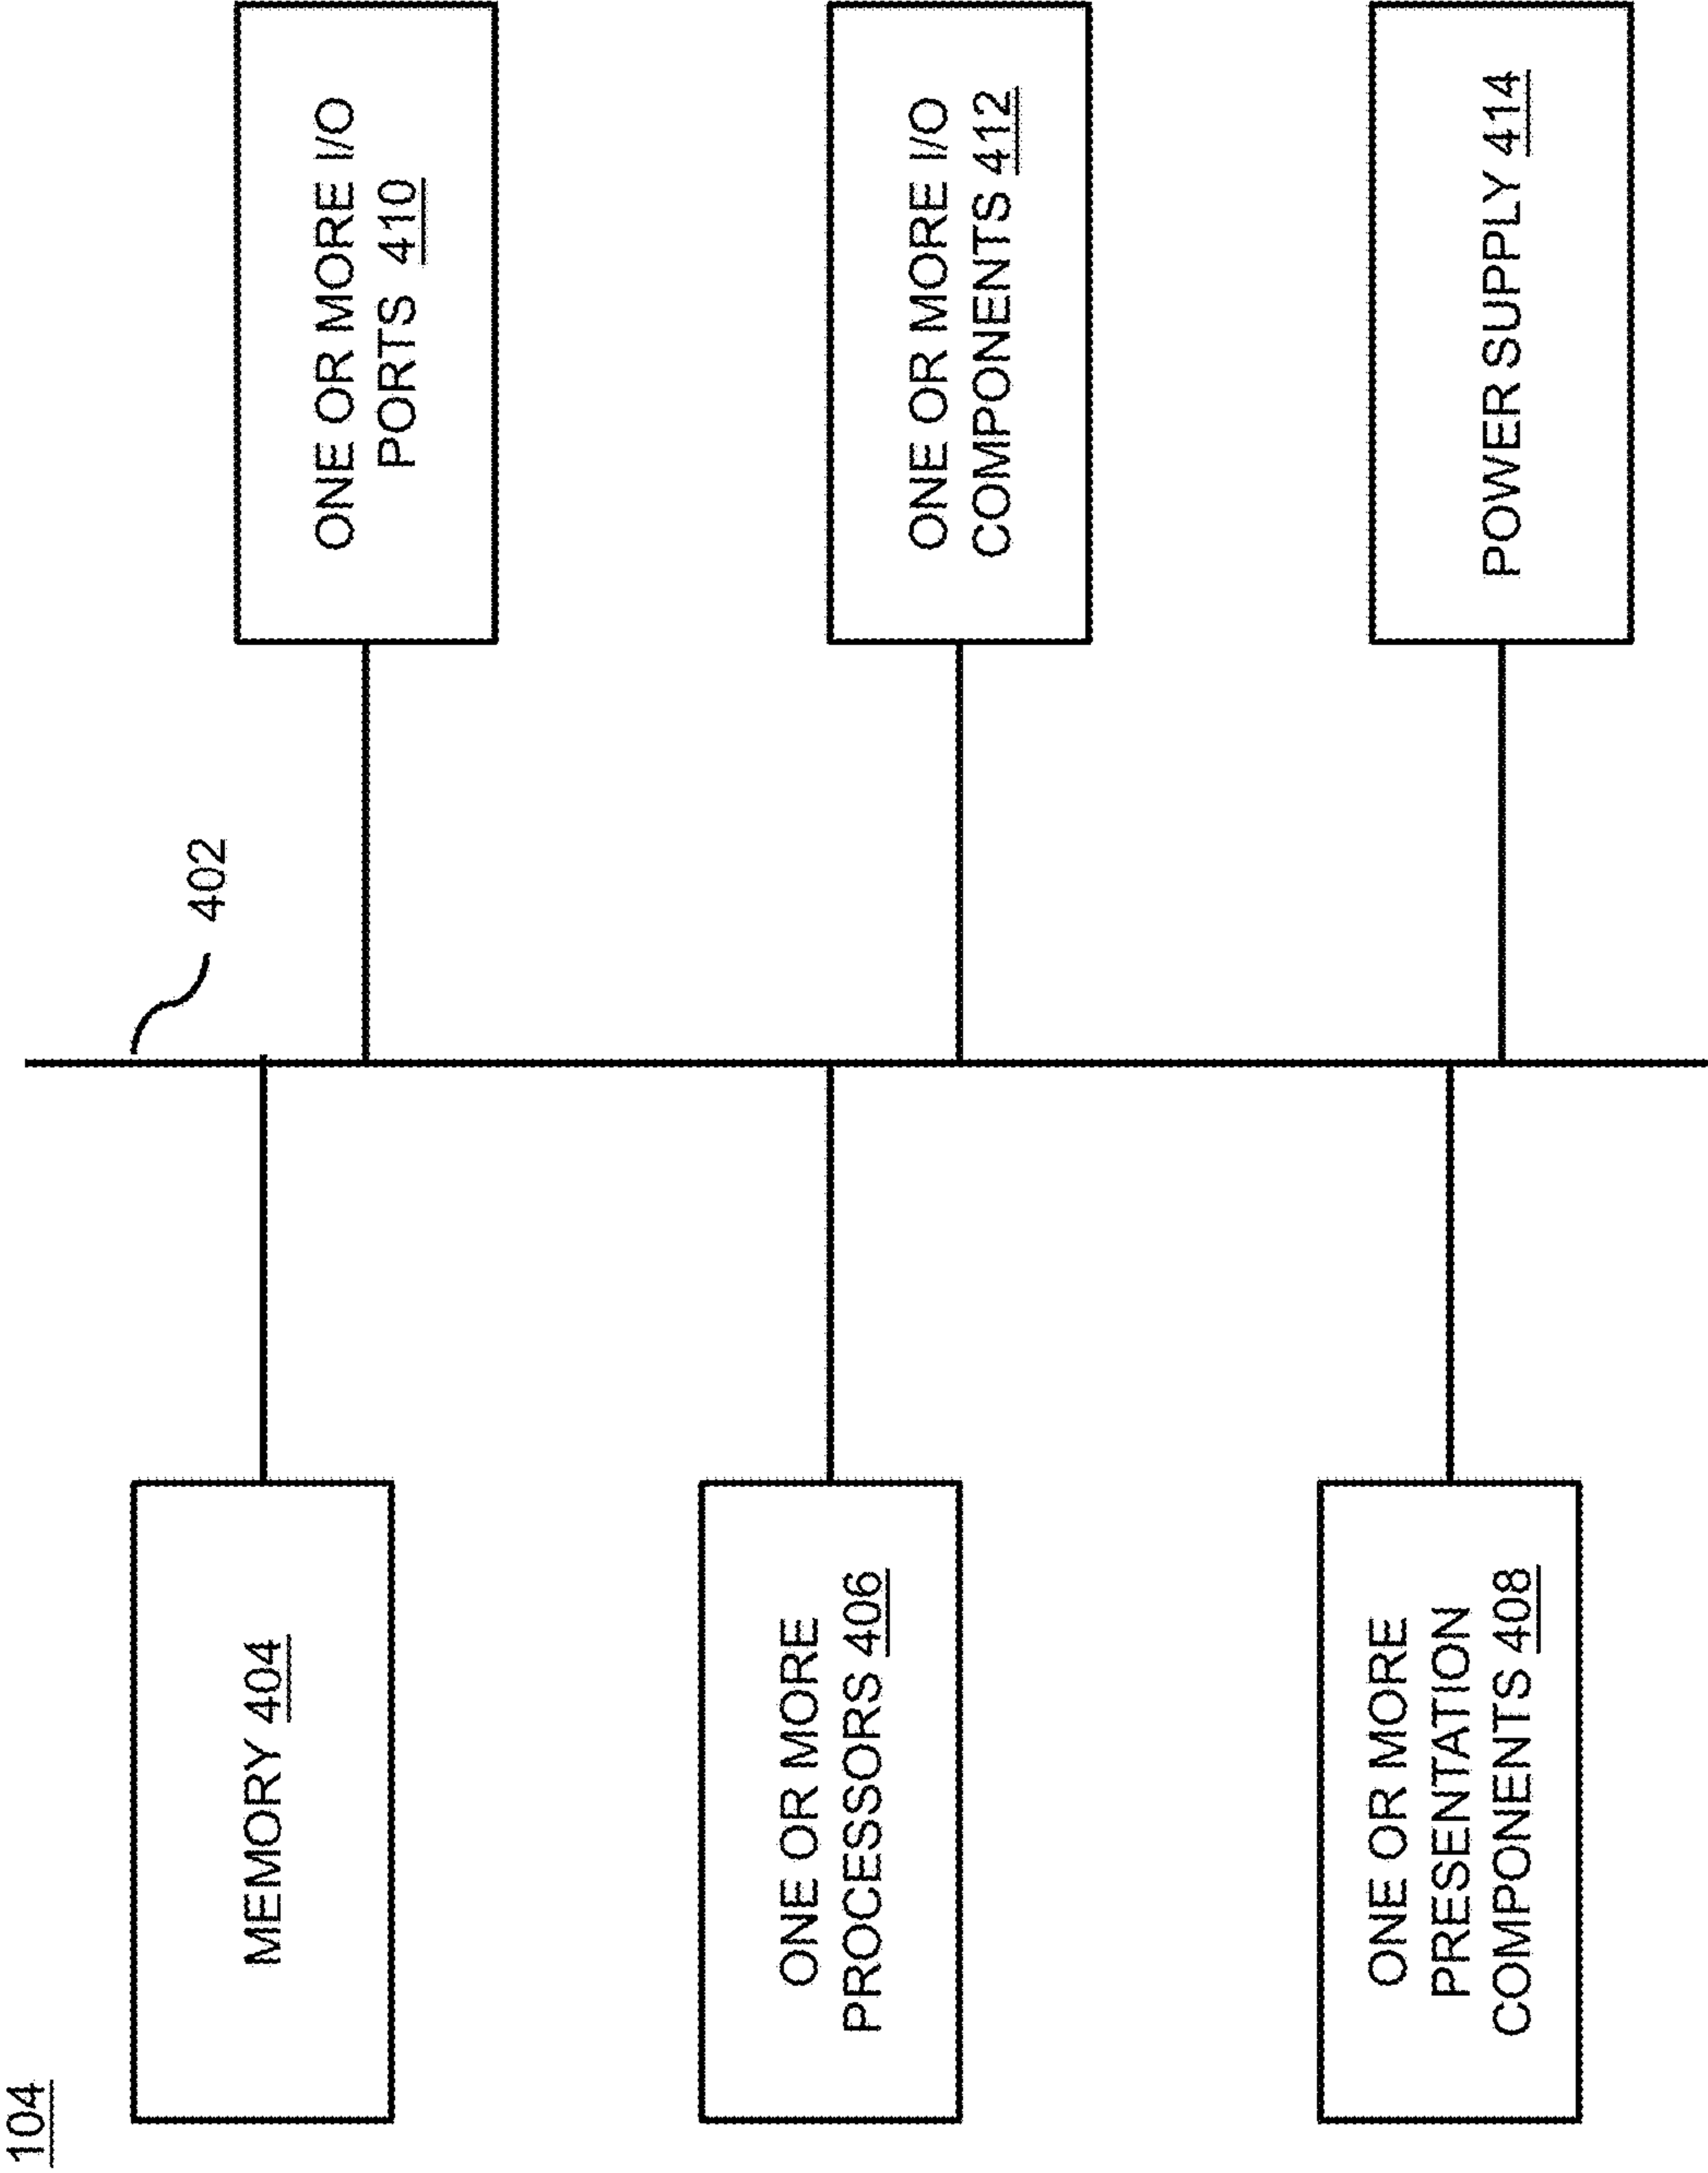 104
402
MEMORY 404
ONE OR MORE
PROCESSORS 406
ONE OR MORE
PRESENTATION
COMPONENTS 408
ONE OR MORE I/O
PORTS 410
ONE OR MORE I/O
COMPONENTS 412
POWER SUPPLY 414